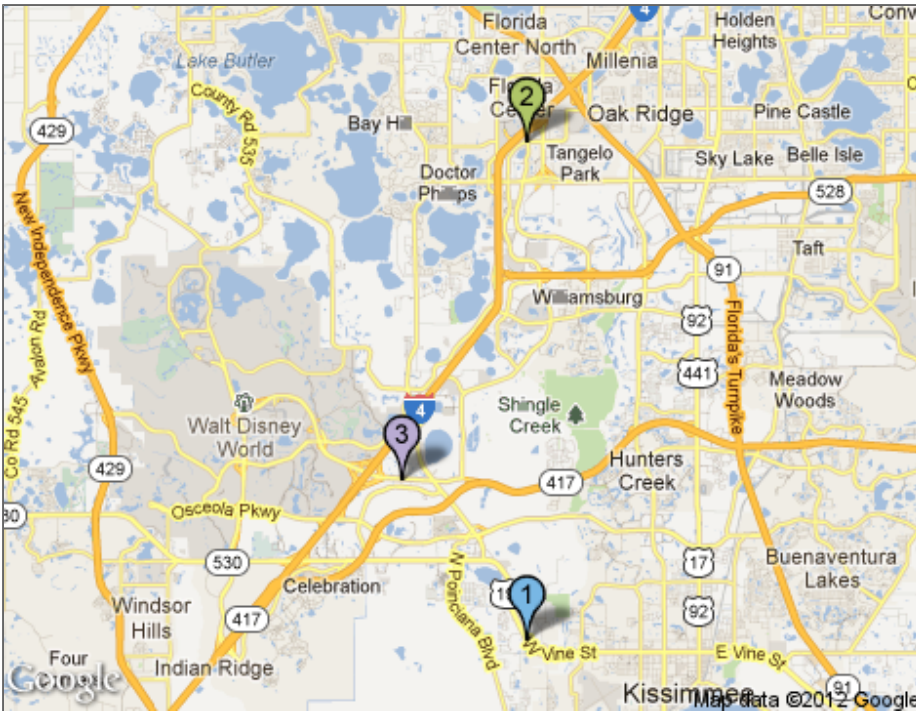 Florida
Center North
4
Holden
Heights
Conw
Lake Butler
Millenia
County Rd 535
2
Center
Oak Ridge
Pine Castle
429
Bay Hill
Tangelo
Park
Sky Lake
Belle Isle
Doctor
Phillips
528
New Independence Pkwy
Taft
91
Williamsburg
92
Florida's Turnpike
Co Rd 545
Avalon Rd
441
Meadow
Woods
4
Shingle
Creek
Walt Disney
World
3
Hunters
Creek
429
417
Osceola Pkwy
530
17
Buenaventura
Lakes
Celebration
N Poinciana Blvd
1
92
Windsor
Hills
417
W Vine St
E Vine St
Indian Ridge
Four
Google
91
Kissimmee
Map data ©2012 Google